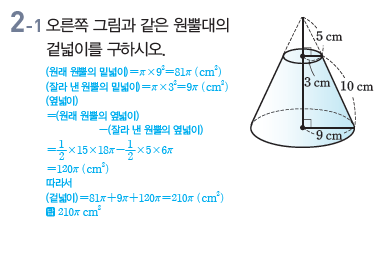 2-1 오른쪽 그림과 같은 원뿔대의
겉넓이를 구하시오.
(원래 원뿔의 밑넓이)=π×9²=81π (cm²)
(잘라 낸 원뿔의 밑넓이)=π×3²=9π (cm²)
(옆넓이)
=(원래 원뿔의 옆넓이)
-(잘라 낸 원뿔의 옆넓이)
=1/2×15×18π-1/2×5×6π
=120π (cm²)
따라서
(겉넓이)=81π+9π+120π=210π (cm²)
답 210π cm²
5 cm
3 cm
10 cm
9 cm